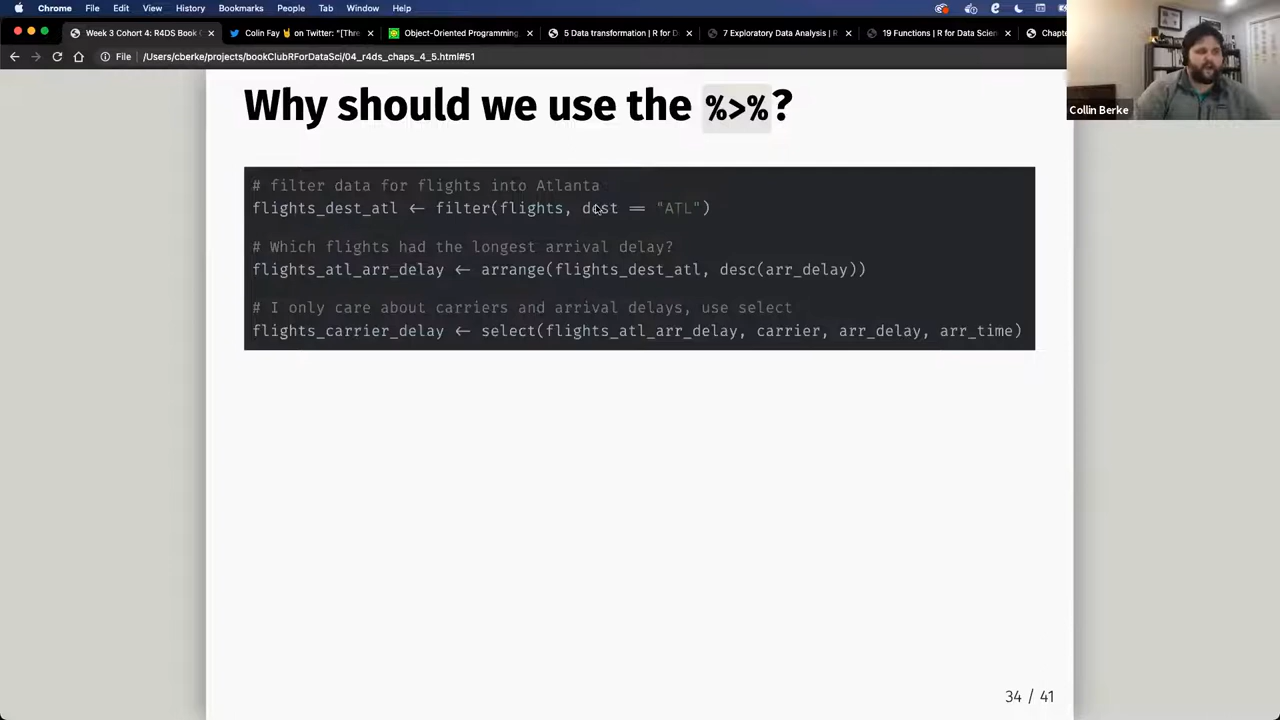 Chrome File Edit View History Bookmarks People Tab Window Help
Week 3 Cohort 4: R4DS Book
Colin Fay 🤘 on Twitter: "[Thre
Object-Oriented Programming,
5 Data transformation | R for D
7 Exploratory Data Analysis | R
19 Functions | R for Data Scien
Chapte
File /Users/cberke/projects/bookClubRForDataSci/04_r4ds_chaps_4_5.html#51
Collin Berke
Why should we use the %>%?
# filter data for flights into Atlanta
flights_dest_atl <- filter(flights, dest == "ATL")
# Which flights had the longest arrival delay?
flights_atl_arr_delay <- arrange(flights_dest_atl, desc(arr_delay))
# I only care about carriers and arrival delays, use select
flights_carrier_delay <- select(flights_atl_arr_delay, carrier, arr_delay, arr_time)
34 / 41